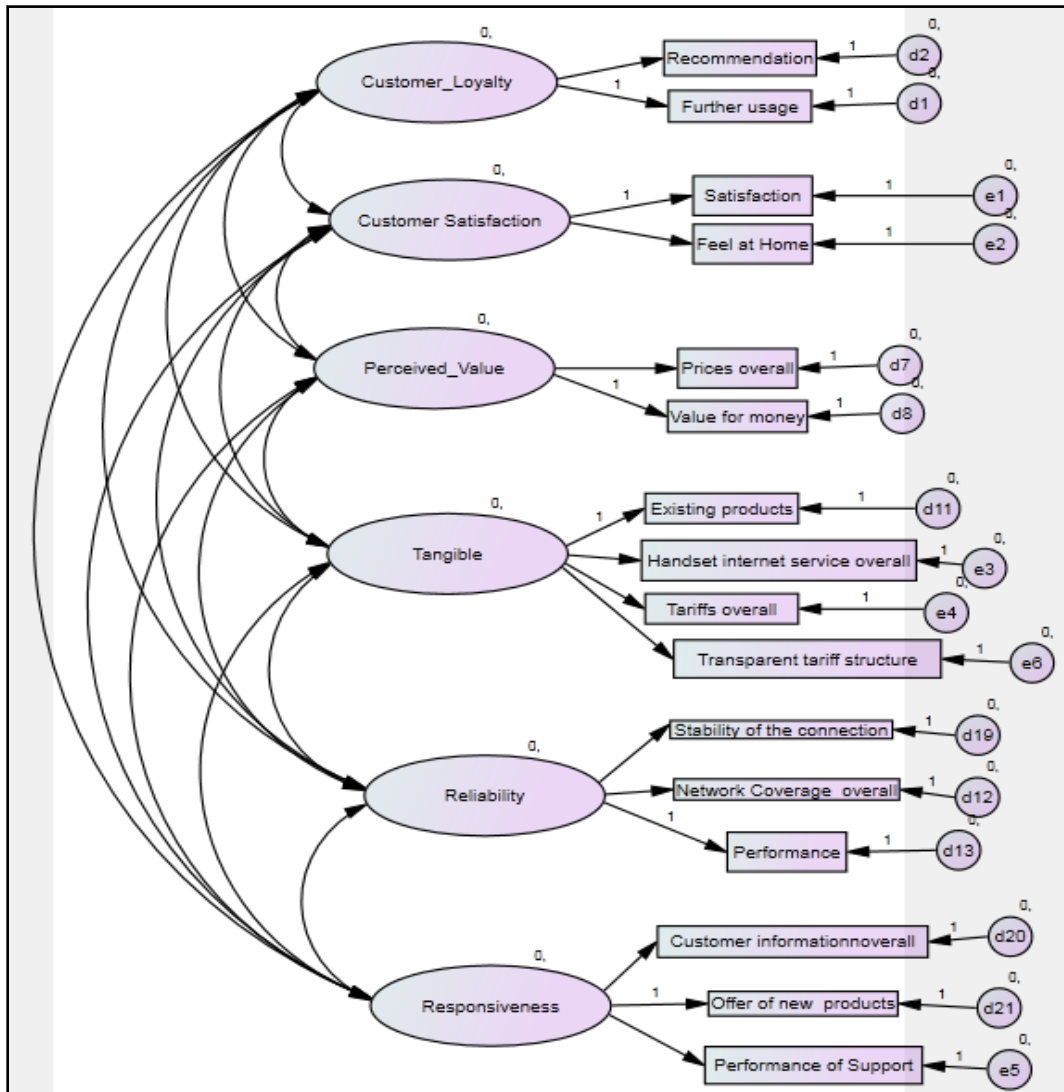 0,
Customer_Loyalty
Recommendation
1
0,
d2
1
Further usage
1
0,
d1
0,
Customer Satisfaction
1
Satisfaction
1
0,
e1
Feel at Home
1
0,
e2
0,
Perceived_Value
Prices overall
1
0,
d7
1
Value for money
1
0,
d8
0,
Tangible
1
Existing products
1
0,
d11
Handset internet service overall
1
0,
e3
Tariffs overall
1
0,
e4
Transparent tariff structure
1
0,
e6
0,
Reliability
Stability of the connection
1
0,
d19
Network Coverage overall
1
0,
d12
1
Performance
1
0,
d13
0,
Responsiveness
Customer informationnoverall
1
0,
d20
1
Offer of new products
1
0,
d21
Performance of Support
1
0,
e5